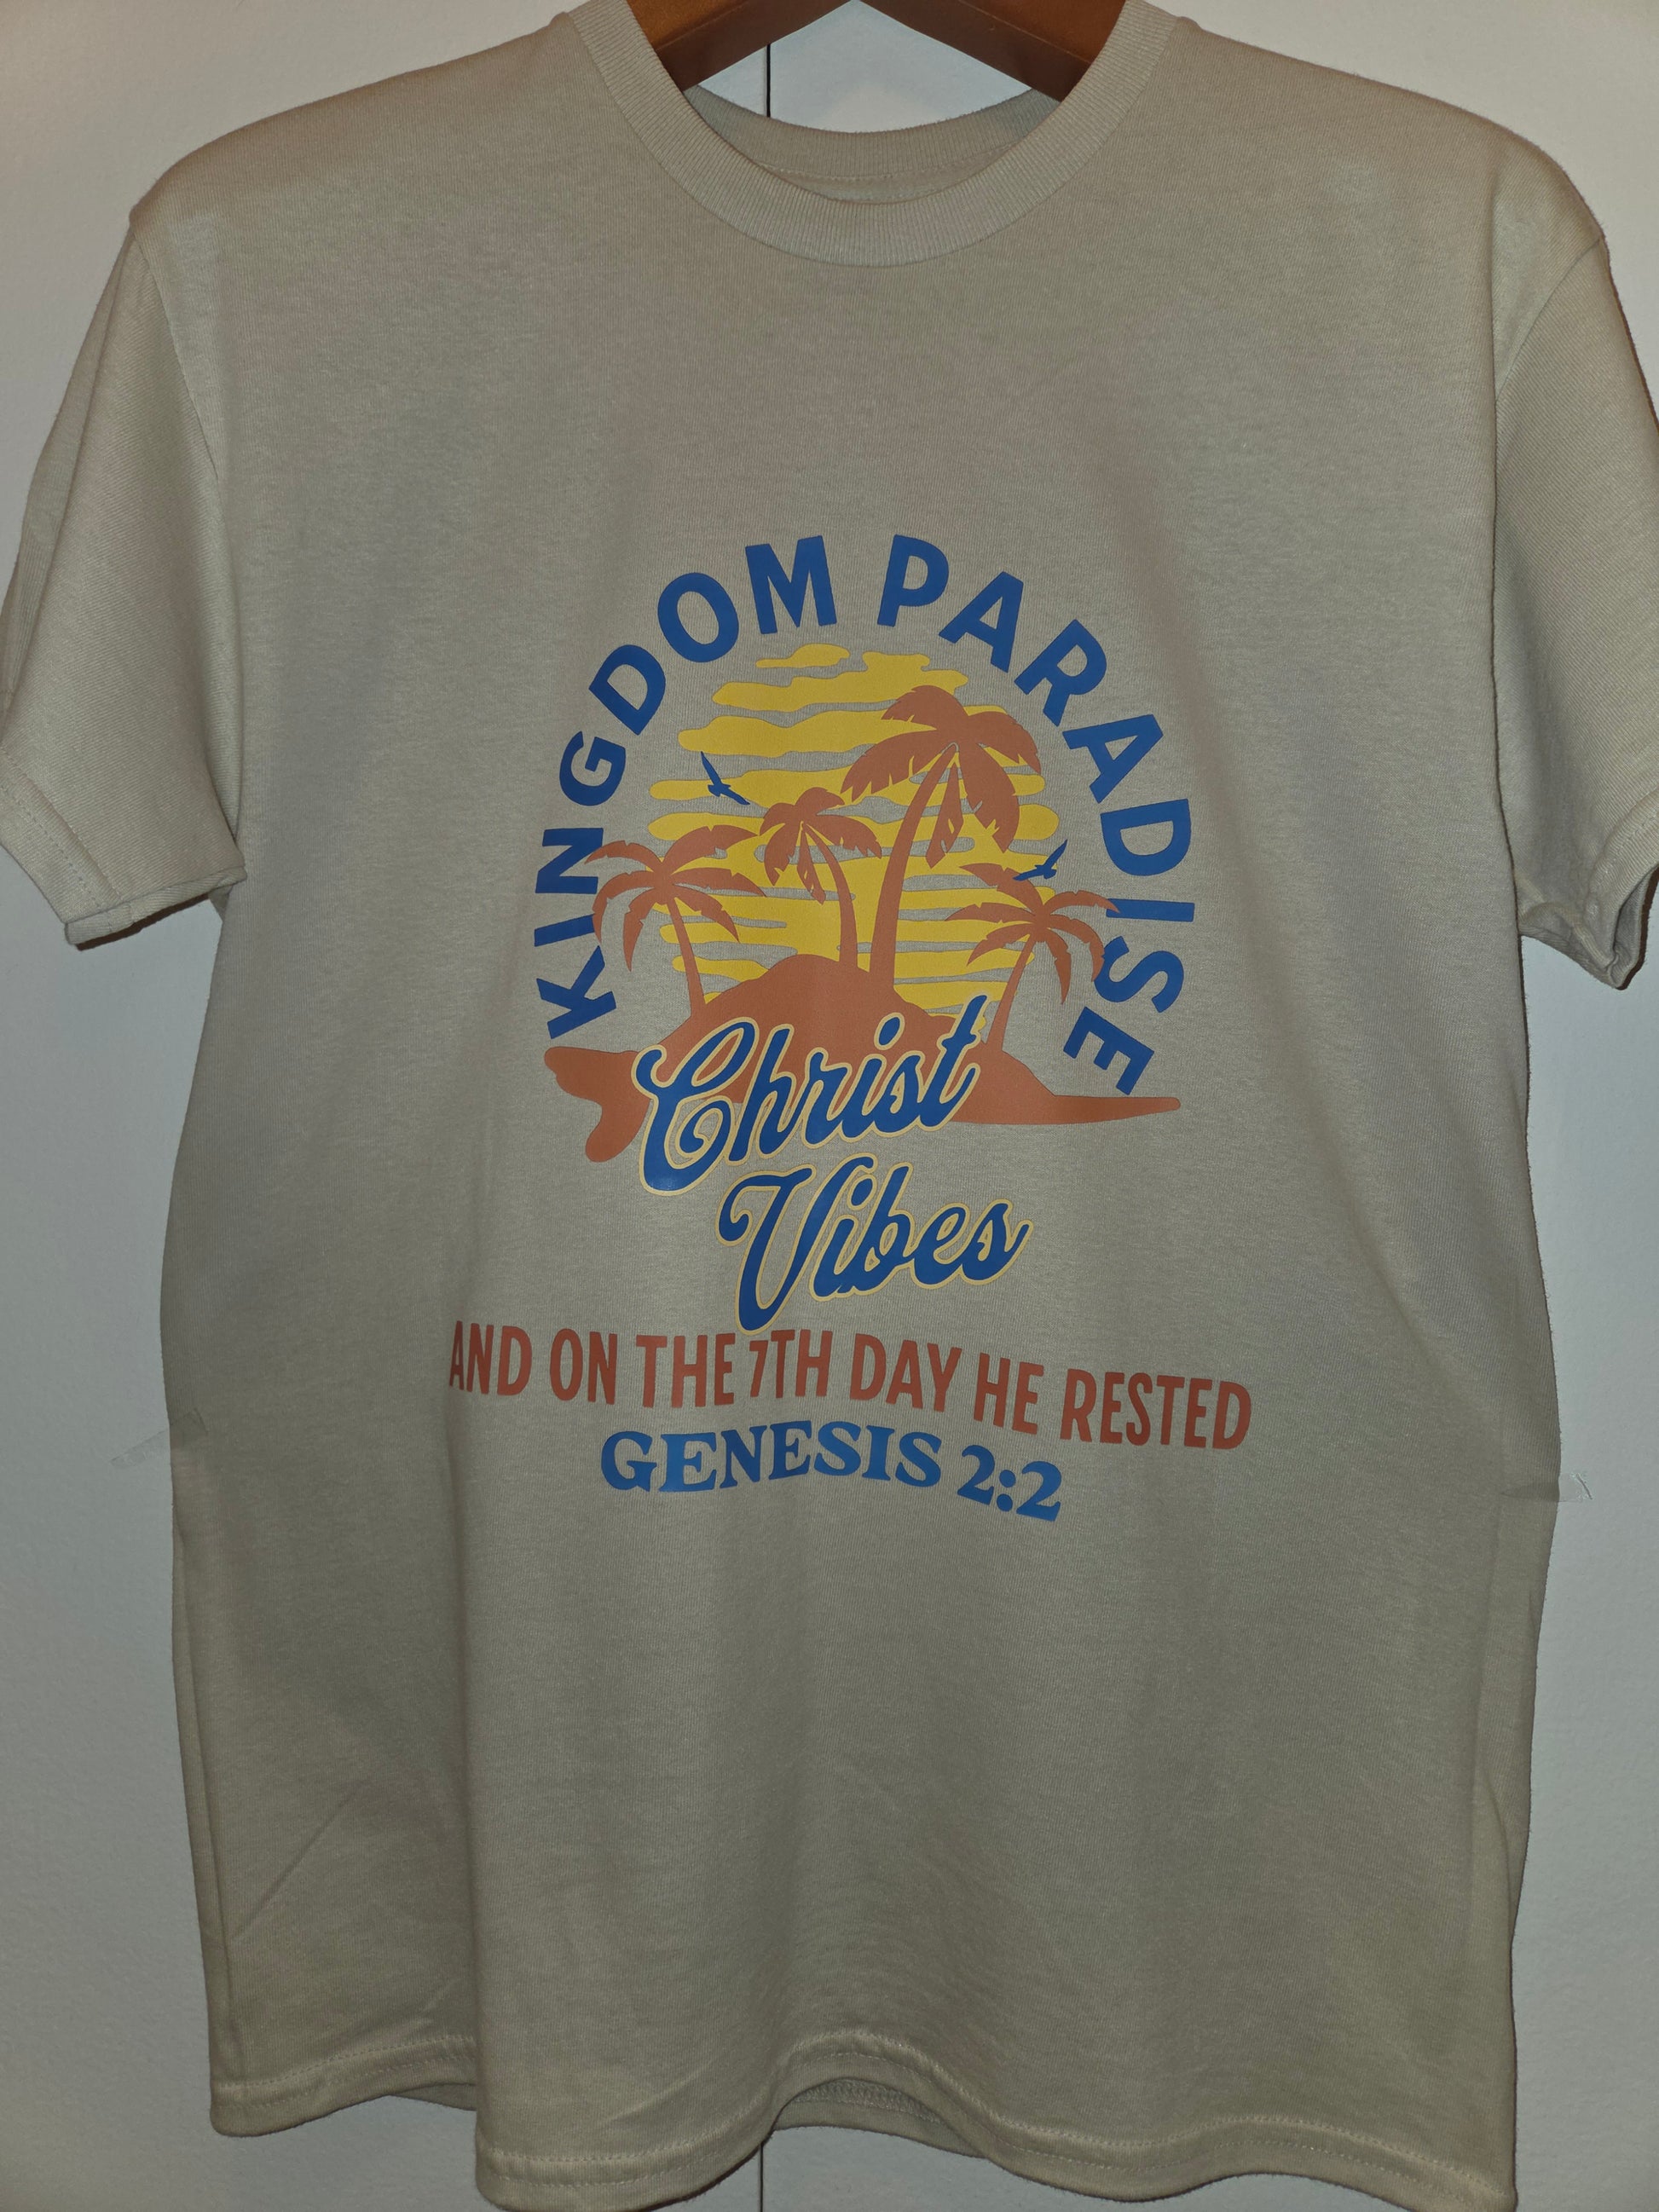 KINGDOM PARADISE
Christ
Vibes
AND ON THE 7TH DAY HE RESTED
GENESIS 2:2